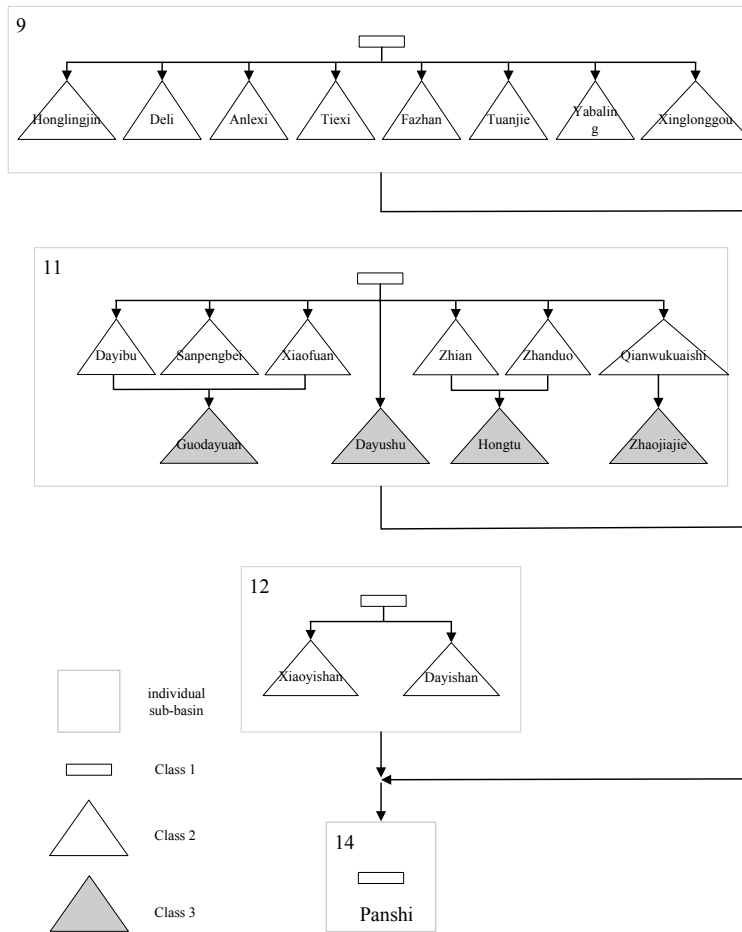 9
Honglingjin
Deli
Anlexi
Tiexi
Fazhan
Tuanjie
Yabalin
g
Xinglonggou
11
Dayibu
Sanpengbei
Xiaofuan
Zhian
Zhanduo
Qianwukuaishi
Guodayuan
Dayushu
Hongtu
Zhaojiajie
12
Xiaoyishan
Dayishan
individual
sub-basin
Class 1
Class 2
Class 3
14
Panshi